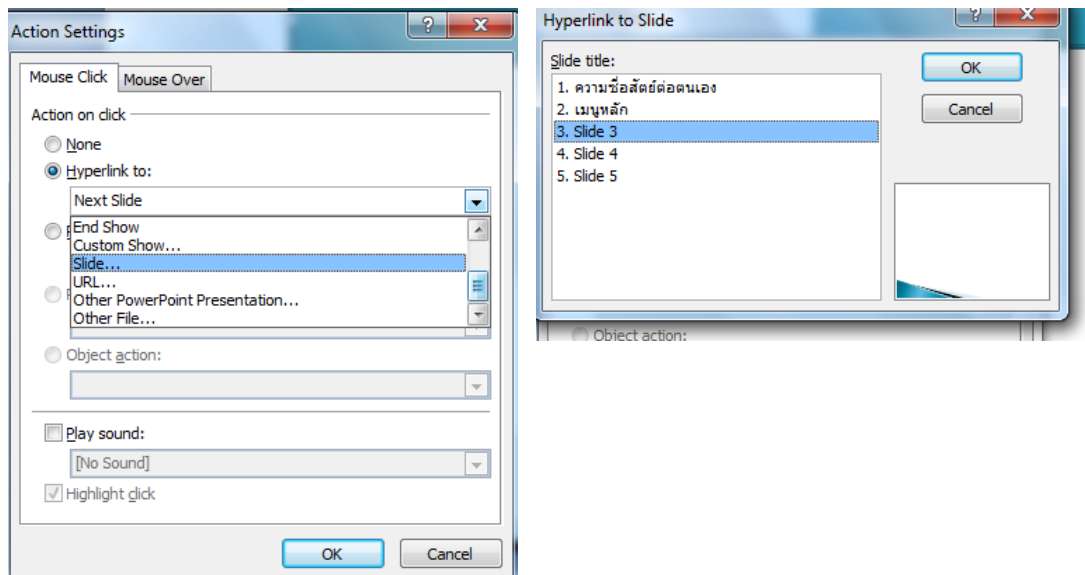 Action Settings
Mouse Click
Mouse Over
Action on click
None
Hyperlink to:
Next Slide
End Show
Custom Show...
Slide...
URL...
Other PowerPoint Presentation...
Other File...
Object action:
Play sound:
[No Sound]
Highlight click
OK
Cancel
Hyperlink to Slide
Slide title:
1. ความซื่อสัตย์ต่อตนเอง
2. เมนูหลัก
3. Slide 3
4. Slide 4
5. Slide 5
OK
Cancel
Object action: